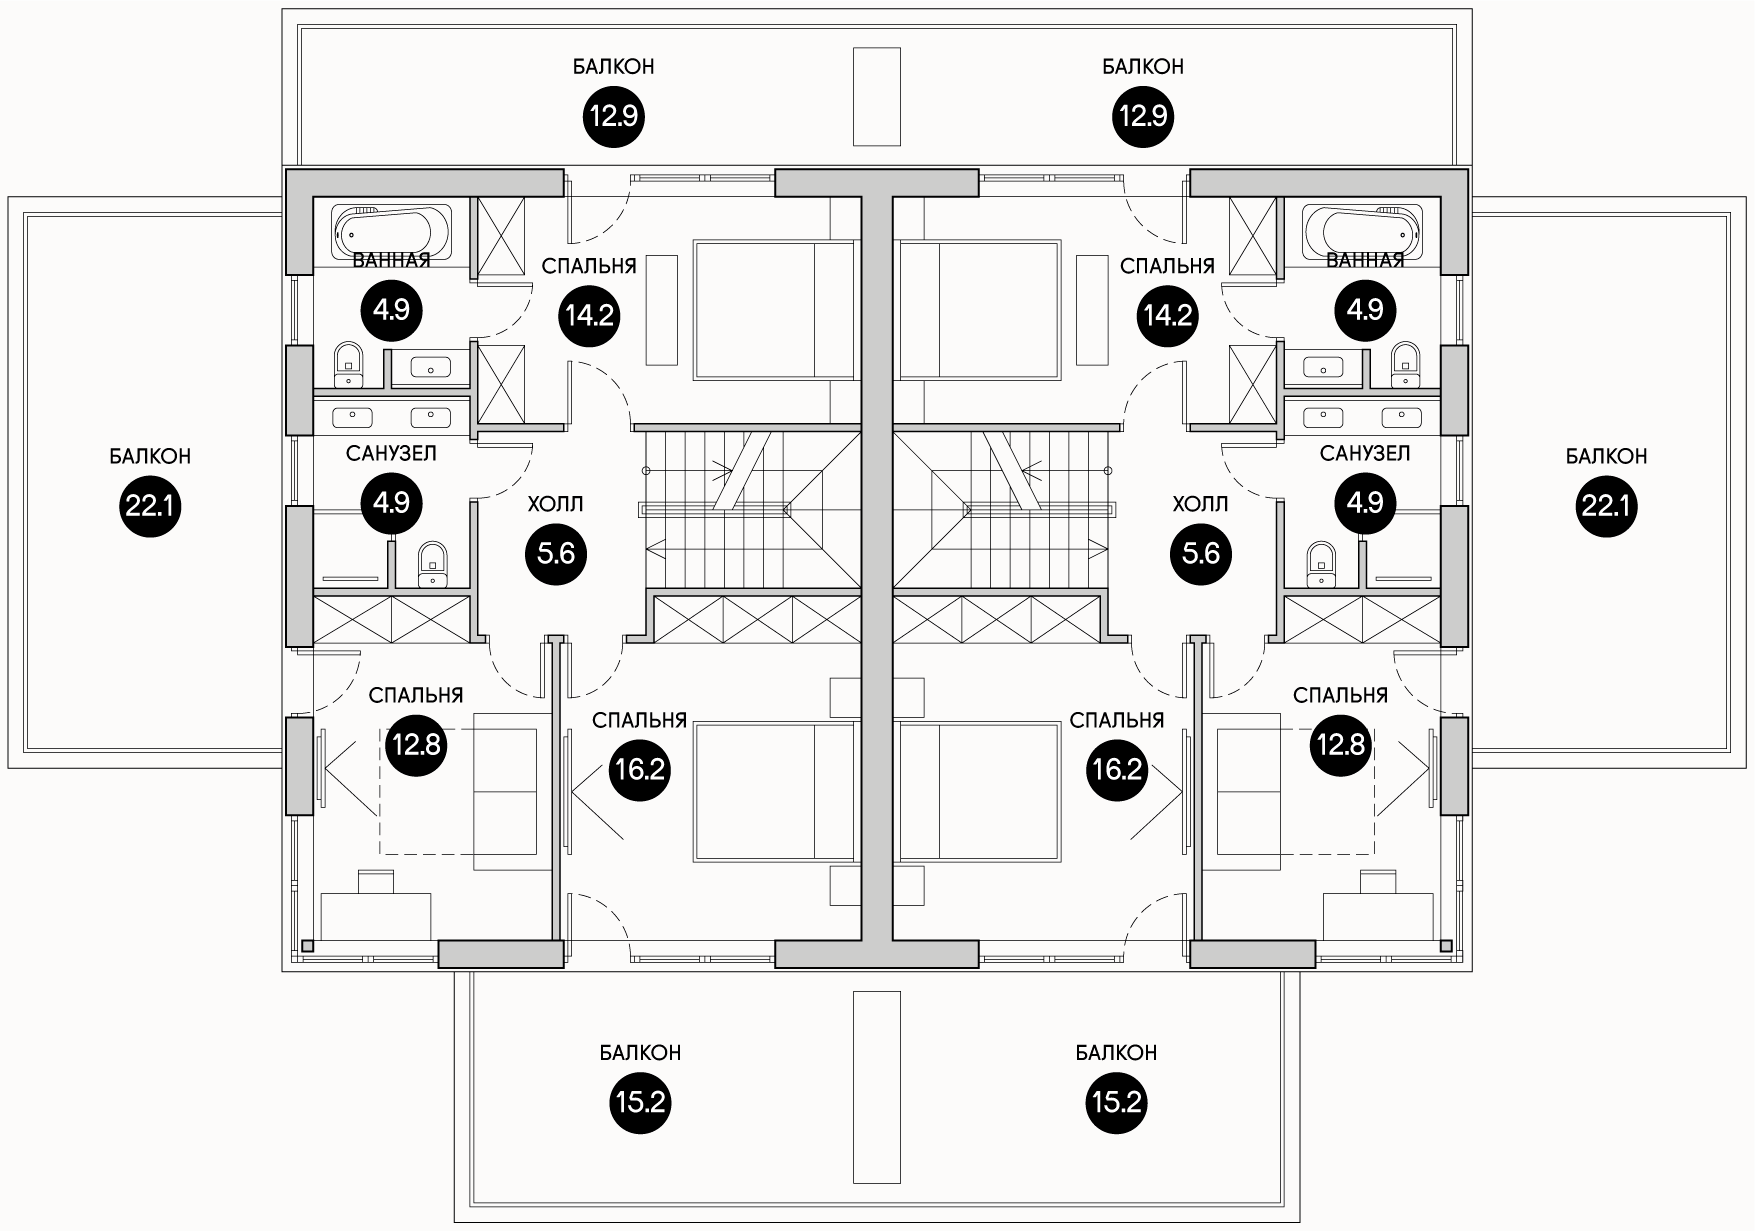 БАЛКОН
12.9
БАЛКОН
12.9
ВАННАЯ
4.9
СПАЛЬНЯ
14.2
СПАЛЬНЯ
14.2
ВАННАЯ
4.9
БАЛКОН
22.1
САНУЗЕЛ
4.9
ХОЛЛ
5.6
ХОЛЛ
5.6
САНУЗЕЛ
4.9
БАЛКОН
22.1
СПАЛЬНЯ
12.8
СПАЛЬНЯ
16.2
СПАЛЬНЯ
16.2
СПАЛЬНЯ
12.8
БАЛКОН
15.2
БАЛКОН
15.2